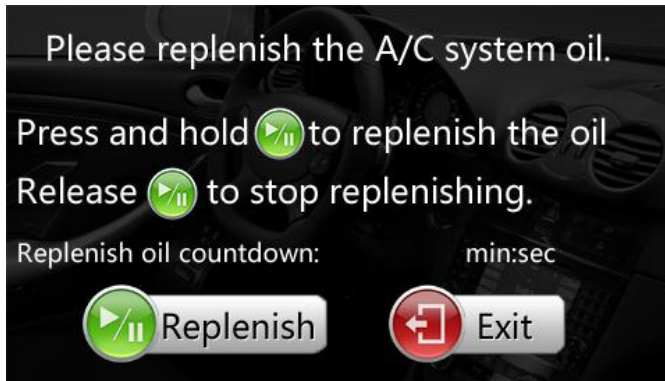 Please replenish the A/C system oil.
Press and hold to replenish the oil
Release to stop replenishing.
Replenish oil countdown: min:sec
Replenish Exit